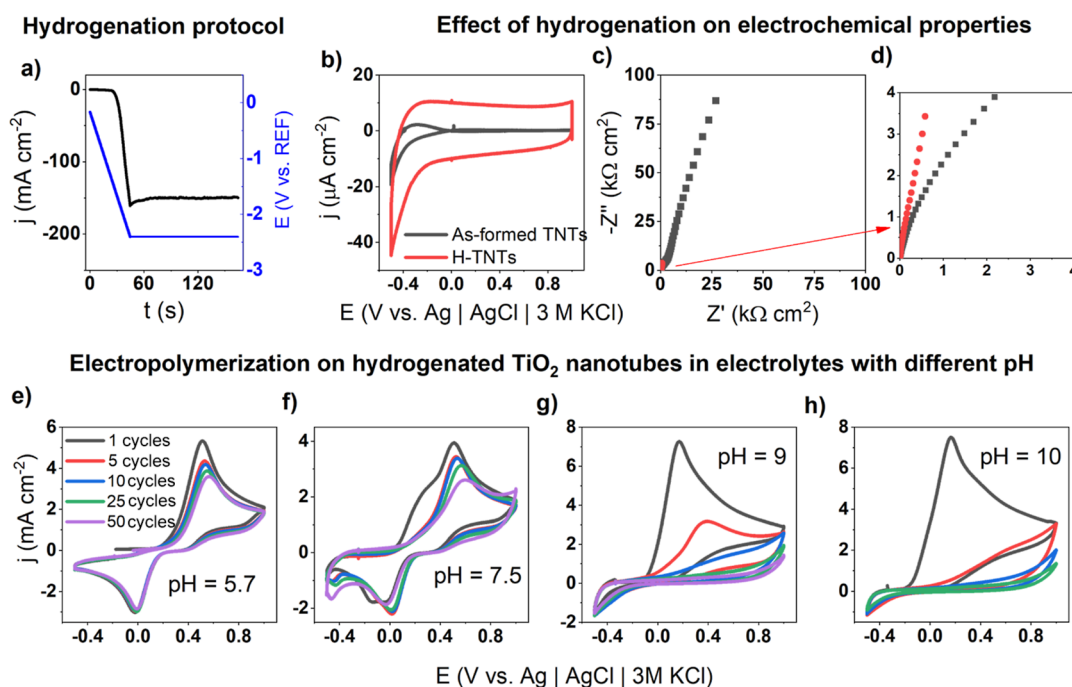 Hydrogenation protocol
Effect of hydrogenation on electrochemical properties
a)
0
-50
-100
-150
-200
j (mA cm⁻²)
0
-1
-2
-3
E (V vs. REF)
0 60 120
t (s)
b)
20
0
-20
-40
j (µA cm⁻²)
As-formed TNTs
H-TNTs
-0.4 0.0 0.4 0.8
E (V vs. Ag | AgCl | 3 M KCl)
c)
100
75
50
25
0
-Z'' (kΩ cm²)
0 25 50 75 100
Z' (kΩ cm²)
d)
4
3
2
1
0
0 1 2 3 4
Electropolymerization on hydrogenated TiO₂ nanotubes in electrolytes with different pH
e)
6
4
2
0
-2
j (mA cm⁻²)
1 cycles
5 cycles
10 cycles
25 cycles
50 cycles
pH = 5.7
-0.4 0.0 0.4 0.8
f)
4
2
0
-2
pH = 7.5
-0.4 0.0 0.4 0.8
g)
8
6
4
2
0
-2
pH = 9
-0.4 0.0 0.4 0.8
h)
8
6
4
2
0
-2
pH = 10
-0.4 0.0 0.4 0.8
E (V vs. Ag | AgCl | 3M KCl)